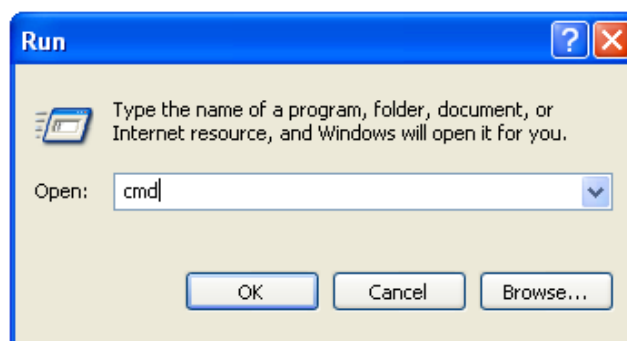 Run
Type the name of a program, folder, document, or
Internet resource, and Windows will open it for you.
Open: cmd
OK Cancel Browse...